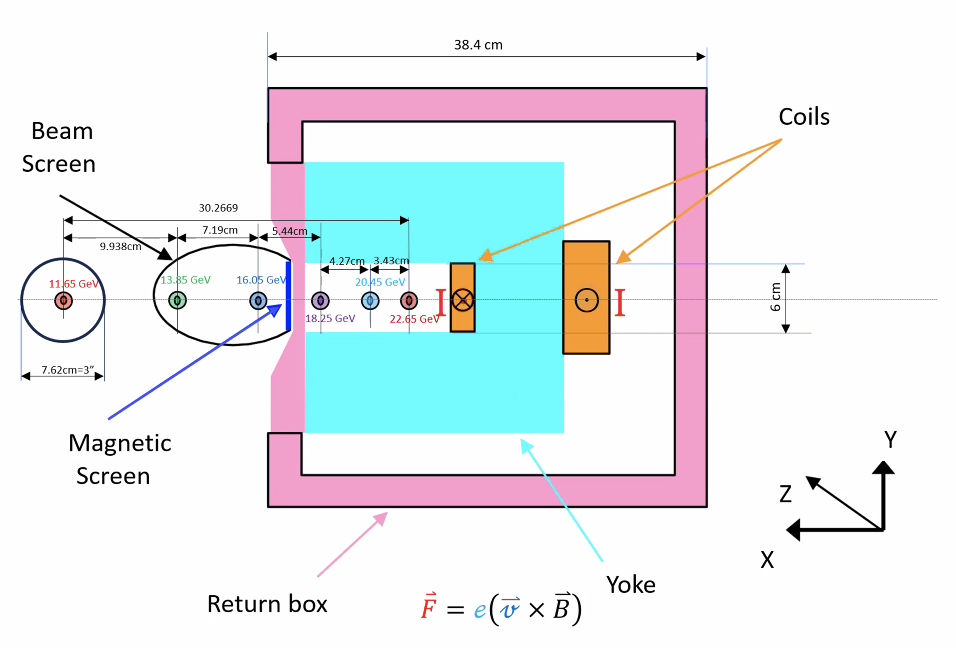 38.4 cm
Coils
Beam
Screen
30.2669
7.19cm
5.44cm
9.938cm
4.27cm
3.43cm
11.65 GeV
13.85 GeV
16.05 GeV
20.45 GeV
18.25 GeV
22.65 GeV
I
I
6 cm
7.62cm=3”
Magnetic
Screen
Y
Z
X
Yoke
Return box
F⃗ = e(v⃗ × B⃗)